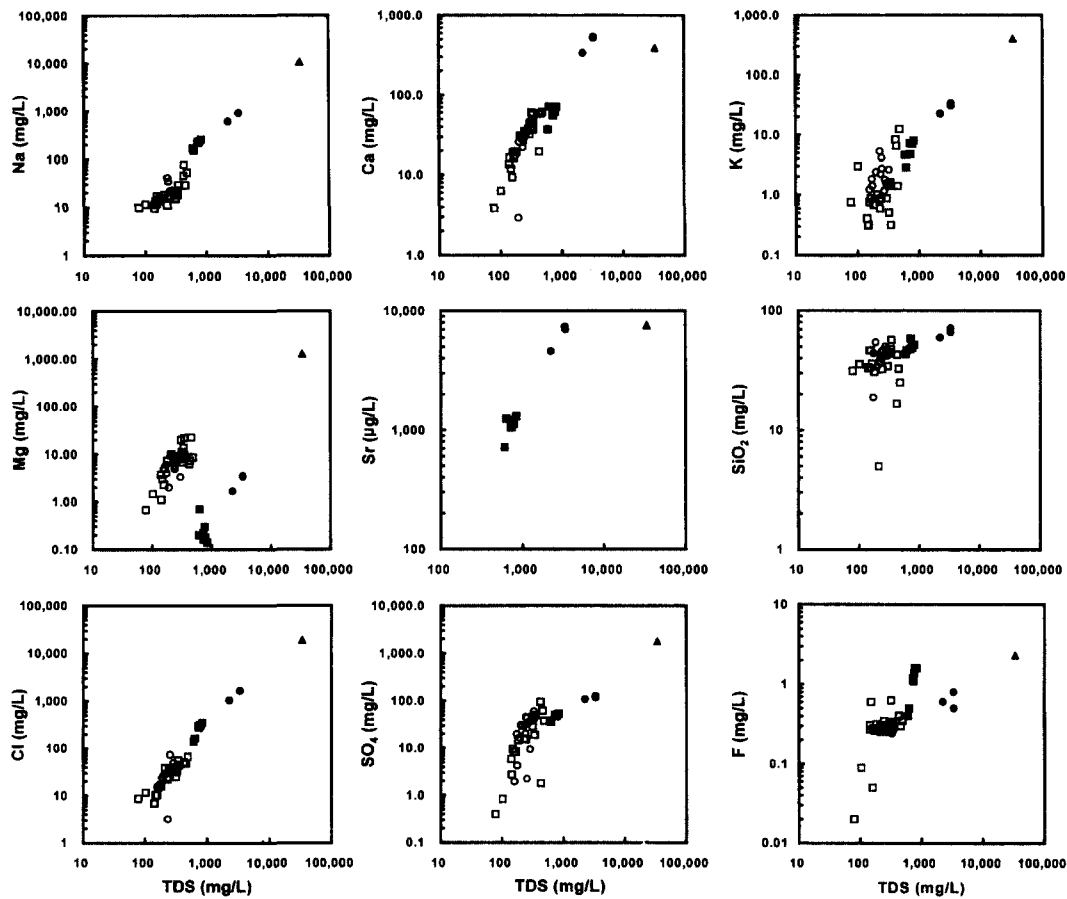 100,000
10,000
1,000
100
10
1
Na (mg/L)
10 100 1,000 10,000 100,000
1,000.0
100.0
10.0
1.0
Ca (mg/L)
10 100 1,000 10,000 100,000
1,000.0
100.0
10.0
1.0
0.1
K (mg/L)
10 100 1,000 10,000 100,000
10,000.00
1,000.00
100.00
10.00
1.00
0.10
Mg (mg/L)
10 100 1,000 10,000 100,000
10,000
1,000
100
Sr (µg/L)
100 1,000 10,000 100,000
100
10
1
SiO2 (mg/L)
10 100 1,000 10,000 100,000
100,000
10,000
1,000
100
10
1
Cl (mg/L)
10 100 1,000 10,000 100,000
TDS (mg/L)
10,000.0
1,000.0
100.0
10.0
1.0
0.1
SO4 (mg/L)
10 100 1,000 10,000 100,000
TDS (mg/L)
10
1
0.1
0.01
F (mg/L)
10 100 1,000 10,000 100,000
TDS (mg/L)